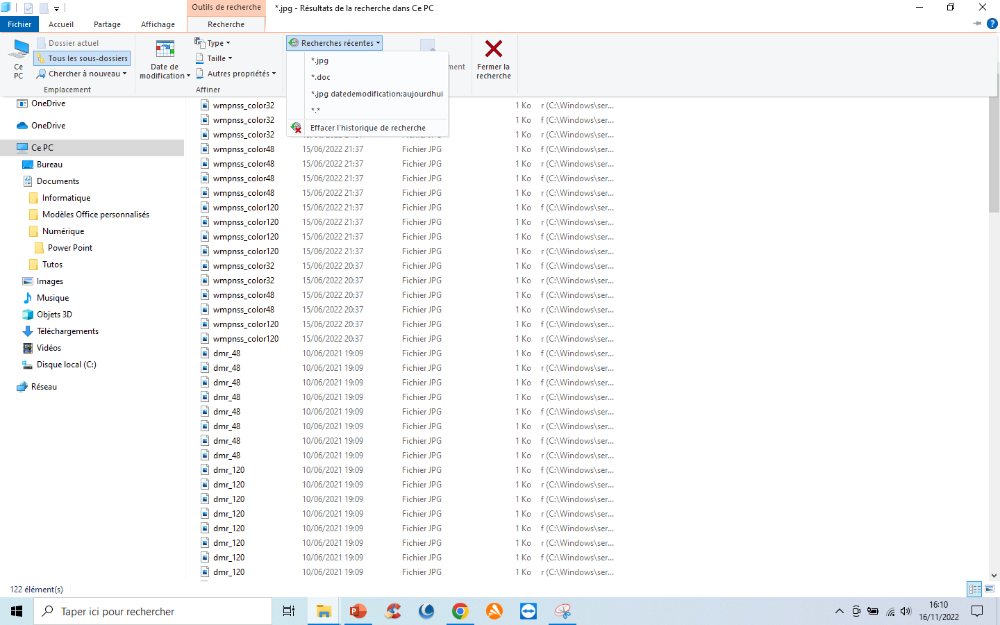 Outils de recherche
*.jpg - Résultats de la recherche dans Ce PC
Fichier Accueil Partage Affichage Recherche
Ce PC
Dossier actuel
Tous les sous-dossiers
Chercher à nouveau
Emplacement
Date de modification
Type
Taille
Autres propriétés
Affiner
Recherches récentes
*.jpg
*.doc
*.jpg datedemodification:aujourdhui
*.*
Effacer l'historique de recherche
ment
Fermer la recherche
OneDrive
OneDrive
Ce PC
Bureau
Documents
Informatique
Modèles Office personnalisés
Numérique
Power Point
Tutos
Images
Musique
Objets 3D
Téléchargements
Vidéos
Disque local (C:)
Réseau
wmpnss_color32 1 Ko r (C:\Windows\ser...
wmpnss_color32 1 Ko f (C:\Windows\ser...
wmpnss_color32 1 Ko r (C:\Windows\ser...
wmpnss_color48 15/06/2022 21:37 Fichier JPG 1 Ko f (C:\Windows\ser...
wmpnss_color48 15/06/2022 21:37 Fichier JPG 1 Ko r (C:\Windows\ser...
wmpnss_color48 15/06/2022 21:37 Fichier JPG 1 Ko f (C:\Windows\ser...
wmpnss_color48 15/06/2022 21:37 Fichier JPG 1 Ko r (C:\Windows\ser...
wmpnss_color120 15/06/2022 21:37 Fichier JPG 1 Ko f (C:\Windows\ser...
wmpnss_color120 15/06/2022 21:37 Fichier JPG 1 Ko r (C:\Windows\ser...
wmpnss_color120 15/06/2022 21:37 Fichier JPG 1 Ko f (C:\Windows\ser...
wmpnss_color120 15/06/2022 21:37 Fichier JPG 1 Ko r (C:\Windows\ser...
wmpnss_color32 15/06/2022 20:37 Fichier JPG 1 Ko f (C:\Windows\ser...
wmpnss_color32 15/06/2022 20:37 Fichier JPG 1 Ko r (C:\Windows\ser...
wmpnss_color48 15/06/2022 20:37 Fichier JPG 1 Ko f (C:\Windows\ser...
wmpnss_color48 15/06/2022 20:37 Fichier JPG 1 Ko r (C:\Windows\ser...
wmpnss_color120 15/06/2022 20:37 Fichier JPG 1 Ko f (C:\Windows\ser...
wmpnss_color120 15/06/2022 20:37 Fichier JPG 1 Ko r (C:\Windows\ser...
dmr_48 10/06/2021 19:09 Fichier JPG 1 Ko f (C:\Windows\ser...
dmr_48 10/06/2021 19:09 Fichier JPG 1 Ko r (C:\Windows\ser...
dmr_48 10/06/2021 19:09 Fichier JPG 1 Ko f (C:\Windows\ser...
dmr_48 10/06/2021 19:09 Fichier JPG 1 Ko r (C:\Windows\ser...
dmr_48 10/06/2021 19:09 Fichier JPG 1 Ko f (C:\Windows\ser...
dmr_48 10/06/2021 19:09 Fichier JPG 1 Ko r (C:\Windows\ser...
dmr_48 10/06/2021 19:09 Fichier JPG 1 Ko f (C:\Windows\ser...
dmr_48 10/06/2021 19:09 Fichier JPG 1 Ko r (C:\Windows\ser...
dmr_120 10/06/2021 19:09 Fichier JPG 1 Ko f (C:\Windows\ser...
dmr_120 10/06/2021 19:09 Fichier JPG 1 Ko r (C:\Windows\ser...
dmr_120 10/06/2021 19:09 Fichier JPG 1 Ko f (C:\Windows\ser...
dmr_120 10/06/2021 19:09 Fichier JPG 1 Ko r (C:\Windows\ser...
dmr_120 10/06/2021 19:09 Fichier JPG 1 Ko f (C:\Windows\ser...
dmr_120 10/06/2021 19:09 Fichier JPG 1 Ko r (C:\Windows\ser...
dmr_120 10/06/2021 19:09 Fichier JPG 1 Ko f (C:\Windows\ser...
dmr_120 10/06/2021 19:09 Fichier JPG 1 Ko r (C:\Windows\ser...
122 élément(s)
Taper ici pour rechercher
16:10
16/11/2022